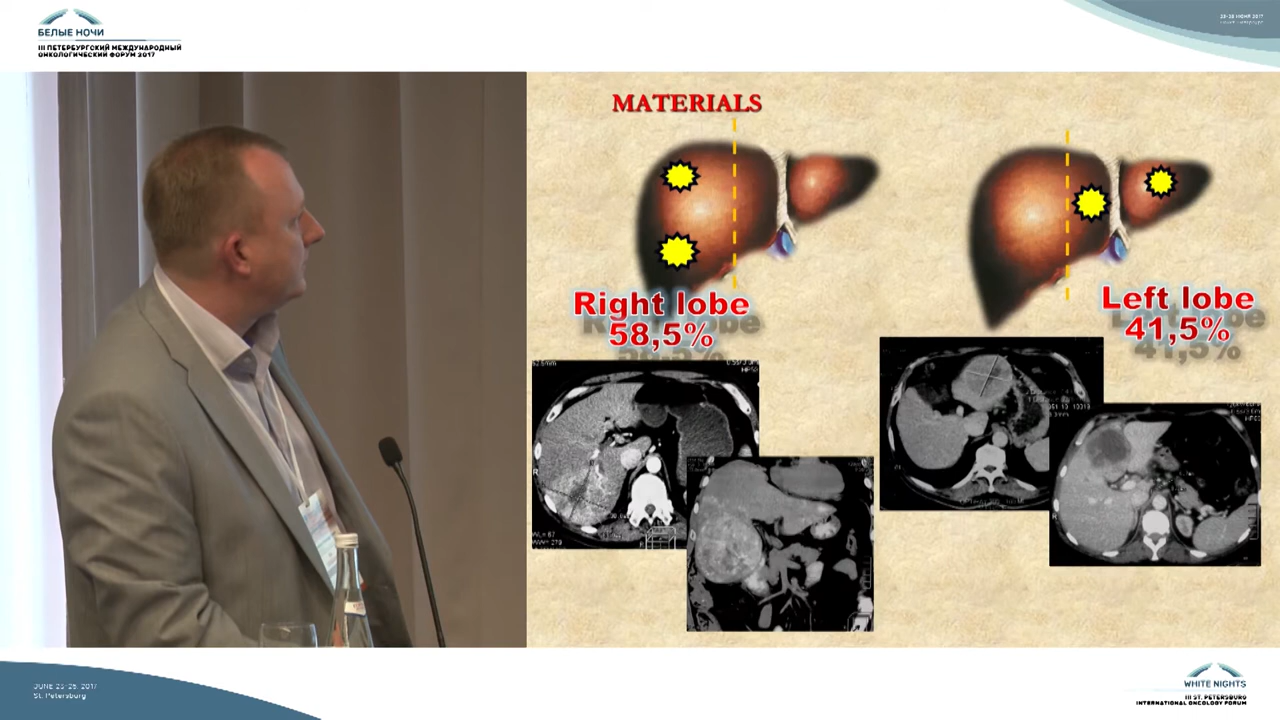 БЕЛЫЕ НОЧИ
III ПЕТЕРБУРГСКИЙ МЕЖДУНАРОДНЫЙ
ОНКОЛОГИЧЕСКИЙ ФОРУМ 2017
MATERIALS
Right lobe
58,5%
Left lobe
41,5%
JUNE 23-25, 2017
St. Petersburg
WHITE NIGHTS
III ST. PETERSBURG
INTERNATIONAL ONCOLOGY FORUM